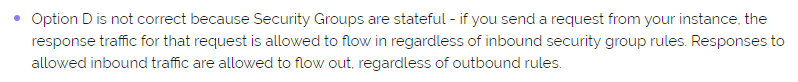 Option D is not correct because Security Groups are stateful - if you send a request from your instance, the
response traffic for that request is allowed to flow in regardless of inbound security group rules. Responses to
allowed inbound traffic are allowed to flow out, regardless of outbound rules.